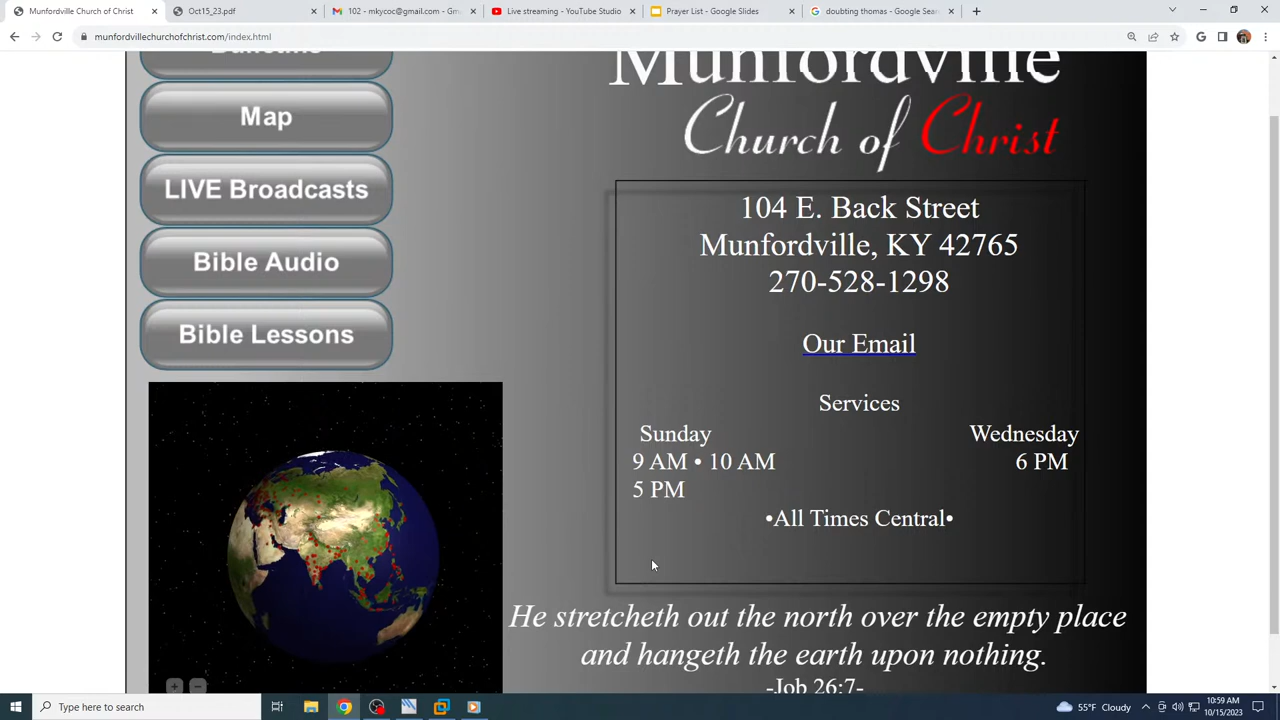 Munfordville Church of Christ
Oct15_23.pdf
102 - mkycoc@gmail.com - Gm
Live streaming - YouTube Studio
Prayer List - Google Slides
doubting thomas - Google Sea
munfordvillechurchofchrist.com/index.html
Bulletins
Map
LIVE Broadcasts
Bible Audio
Bible Lessons
Munfordville
Church of Christ
104 E. Back Street
Munfordville, KY 42765
270-528-1298
Our Email
Services
Sunday
9 AM • 10 AM
5 PM
Wednesday
6 PM
•All Times Central•
He stretcheth out the north over the empty place
and hangeth the earth upon nothing.
-Job 26:7-
Type here to search
55°F Cloudy
10:59 AM
10/15/2023